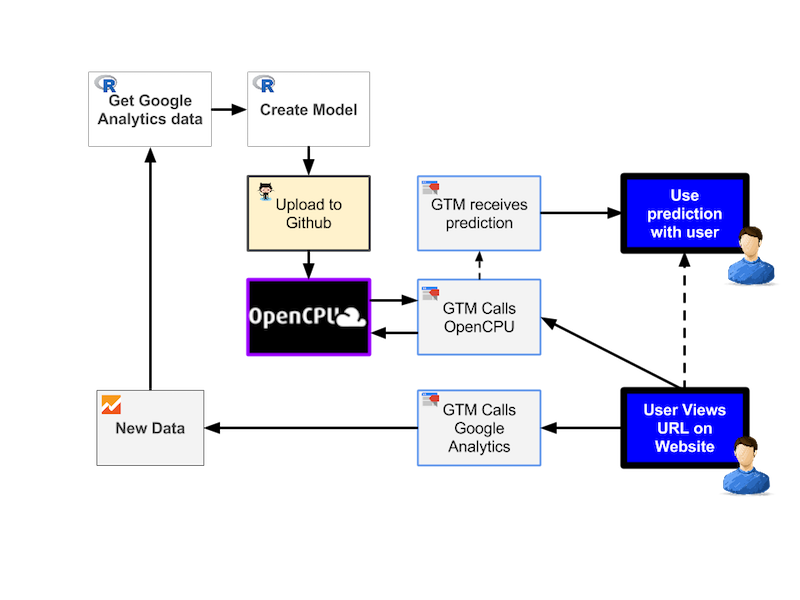 Get Google
Analytics data
Create Model
Upload to
Github
GTM receives
prediction
Use
prediction
with user
OpenCPU
GTM Calls
OpenCPU
New Data
GTM Calls
Google
Analytics
User Views
URL on
Website